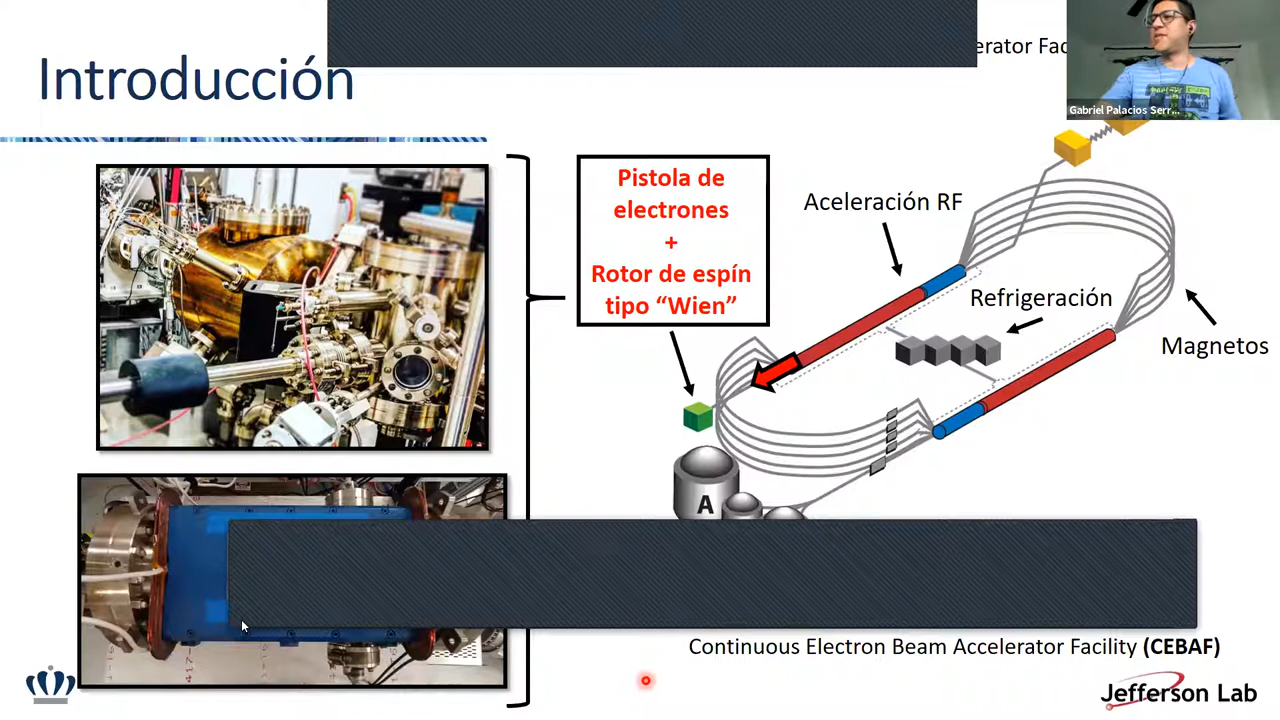 Introducción
erator Fac
Gabriel Palacios Serr...
Pistola de
electrones
+
Rotor de espín
tipo “Wien”
Aceleración RF
Refrigeración
Magnetos
A
Continuous Electron Beam Accelerator Facility (CEBAF)
Jefferson Lab